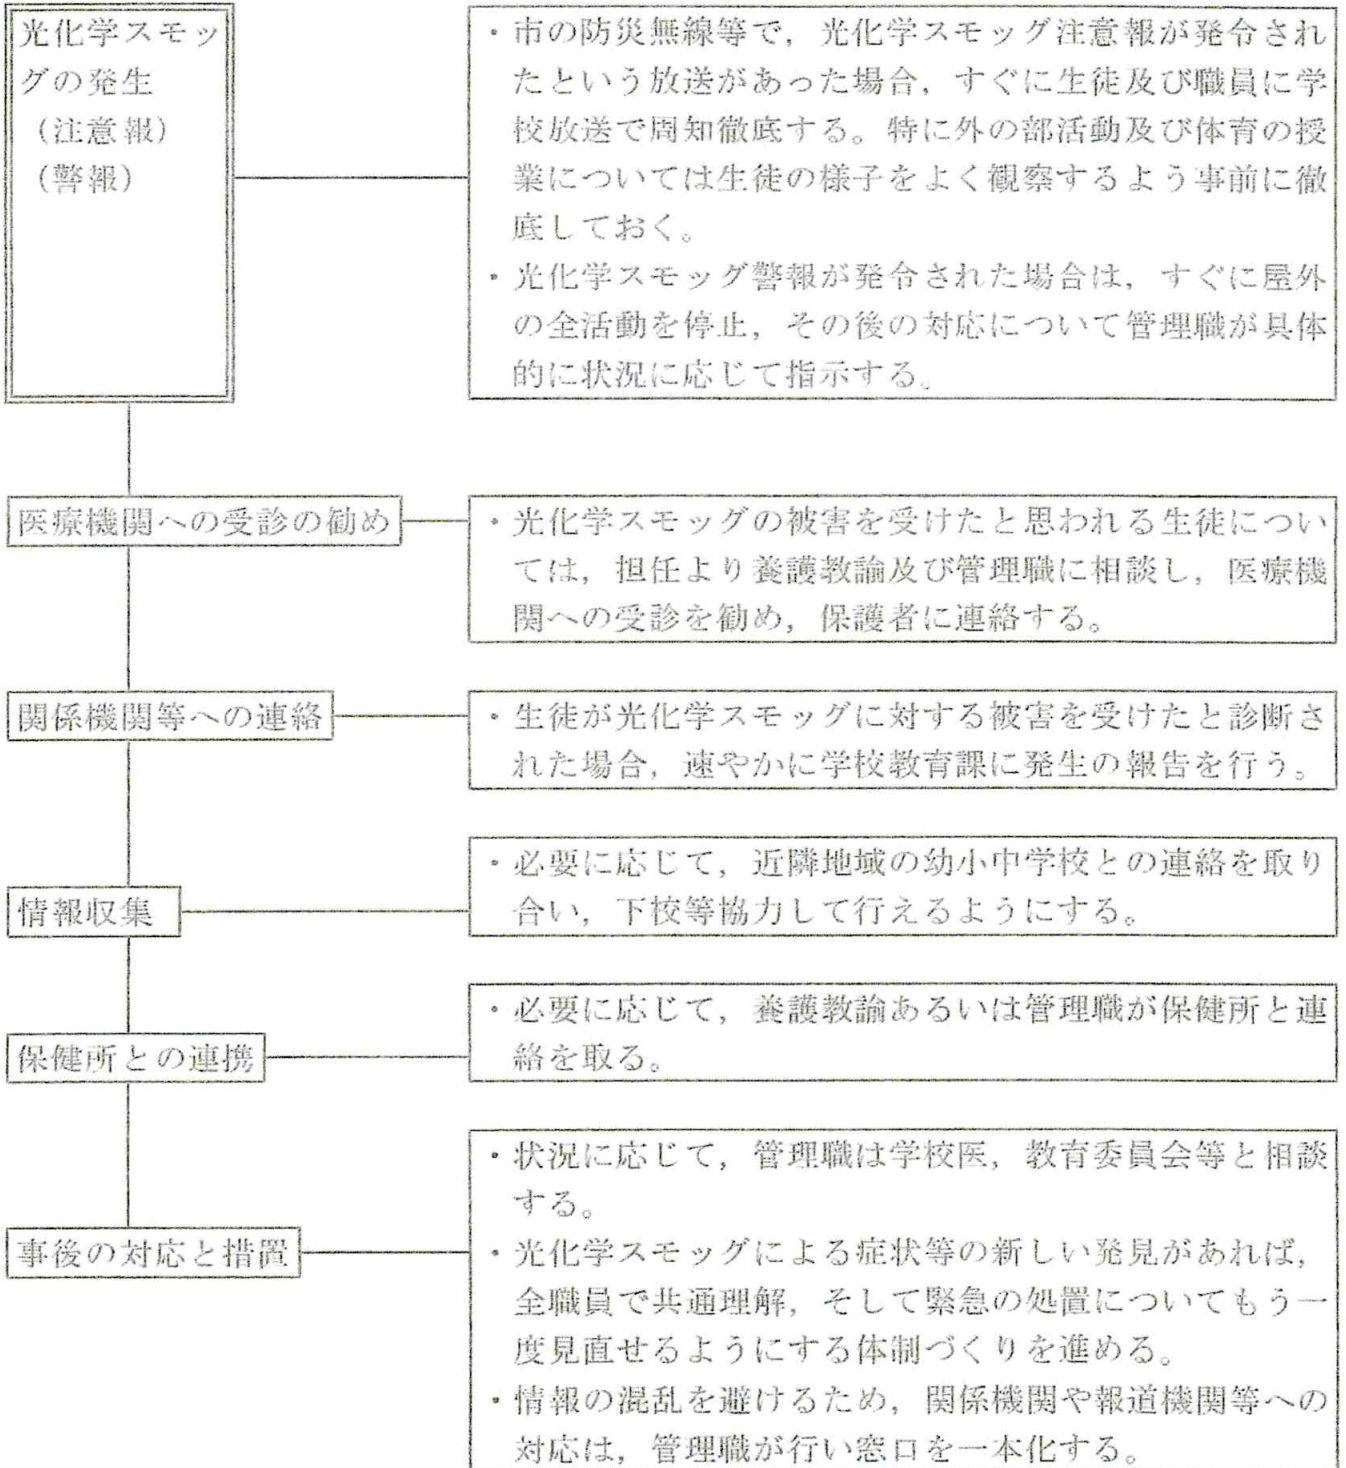 光化学スモッ
グの発生
（注意報）
（警報）
・市の防災無線等で，光化学スモッグ注意報が発令され
たという放送があった場合，すぐに生徒及び職員に学
校放送で周知徹底する。特に外の部活動及び体育の授
業については生徒の様子をよく観察するよう事前に徹
底しておく。
・光化学スモッグ警報が発令された場合は，すぐに屋外
の全活動を停止，その後の対応について管理職が具体
的に状況に応じて指示する。
医療機関への受診の勧め
・光化学スモッグの被害を受けたと思われる生徒につい
ては，担任より養護教諭及び管理職に相談し，医療機
関への受診を勧め，保護者に連絡する。
関係機関等への連絡
・生徒が光化学スモッグに対する被害を受けたと診断さ
れた場合，速やかに学校教育課に発生の報告を行う。
情報収集
・必要に応じて，近隣地域の幼小中学校との連絡を取り
合い，下校等協力して行えるようにする。
保健所との連携
・必要に応じて，養護教諭あるいは管理職が保健所と連
絡を取る。
事後の対応と措置
・状況に応じて，管理職は学校医，教育委員会等と相談
する。
・光化学スモッグによる症状等の新しい発見があれば，
全職員で共通理解，そして緊急の処置についてもう一
度見直せるようにする体制づくりを進める。
・情報の混乱を避けるため，関係機関や報道機関等への
対応は，管理職が行い窓口を一本化する。